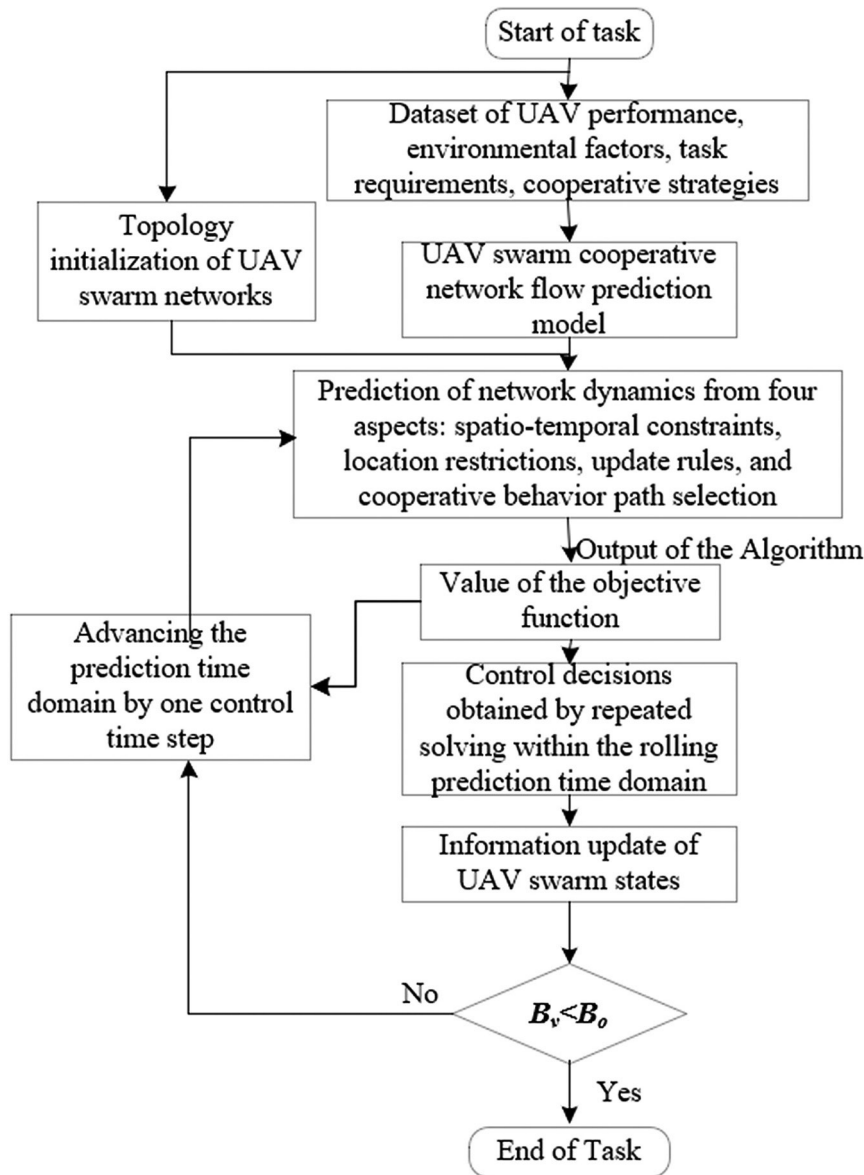 Start of task
Dataset of UAV performance,
environmental factors, task
requirements, cooperative strategies
Topology
initialization of UAV
swarm networks
UAV swarm cooperative
network flow prediction
model
Prediction of network dynamics from four
aspects: spatio-temporal constraints,
location restrictions, update rules, and
cooperative behavior path selection
Output of the Algorithm
Value of the objective
function
Advancing the
prediction time
domain by one control
time step
Control decisions
obtained by repeated
solving within the rolling
prediction time domain
Information update of
UAV swarm states
No
Bv<Bo
Yes
End of Task